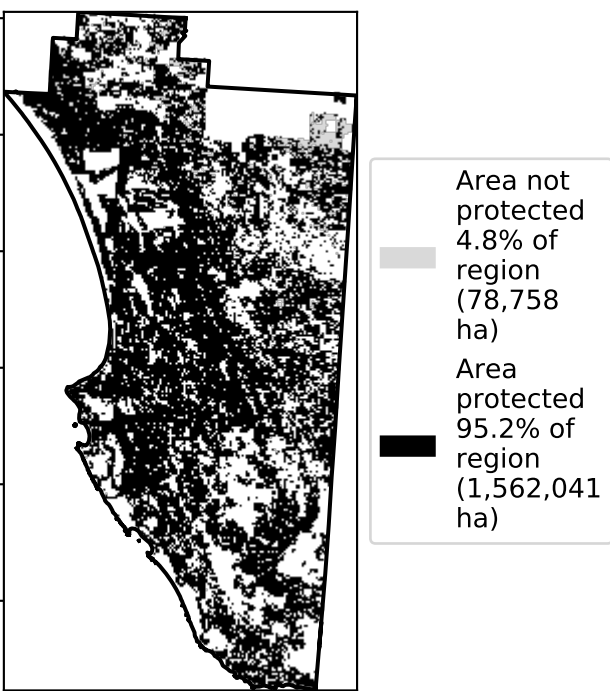 Area not
protected
4.8% of
region
(78,758
ha)
Area
protected
95.2% of
region
(1,562,041
ha)